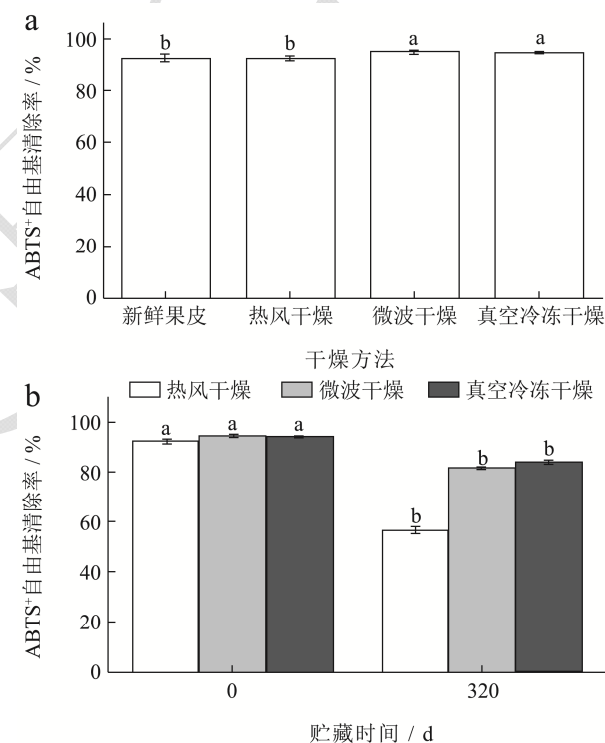 a
ABTS⁺自由基清除率 / %
100
80
60
40
20
0
b b a a
新鲜果皮 热风干燥 微波干燥 真空冷冻干燥
干燥方法
b
热风干燥 微波干燥 真空冷冻干燥
ABTS⁺自由基清除率 / %
100
80
60
40
20
0
a a a b b b
0 320
贮藏时间 / d